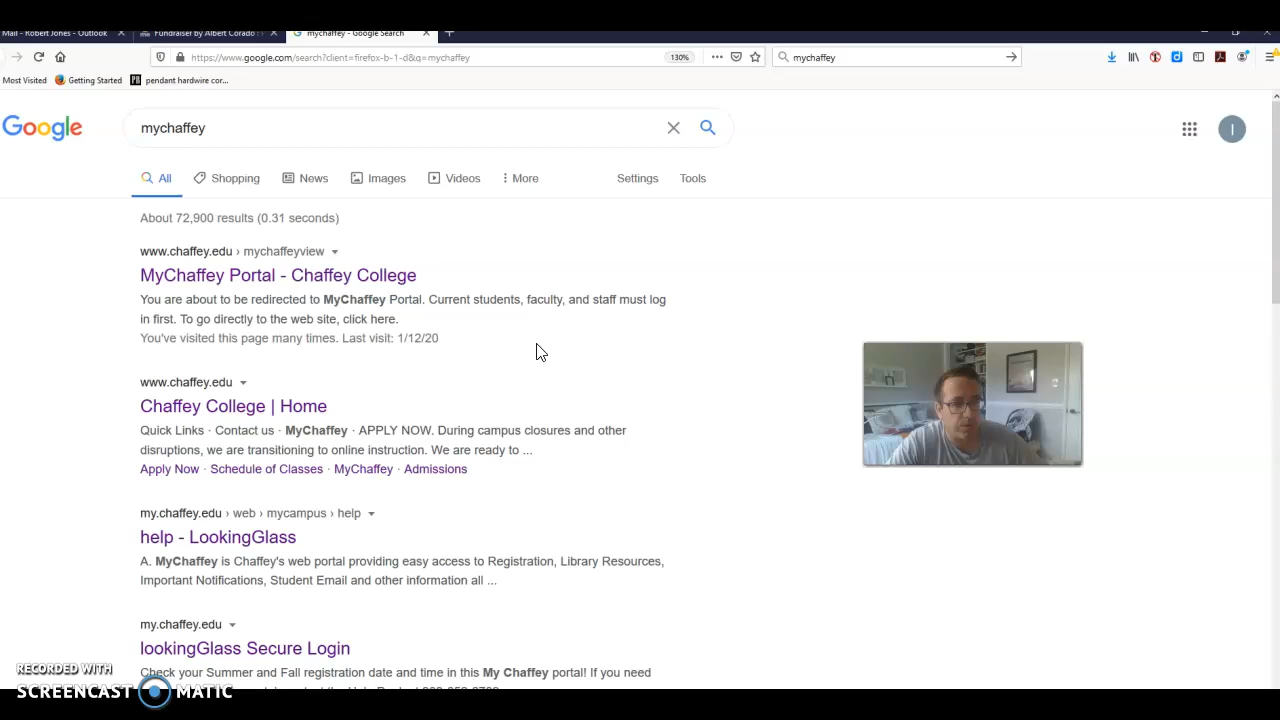 Mail - Robert Jones - Outlook
Fundraiser by Albert Corado :
mychaffey - Google Search
https://www.google.com/search?client=firefox-b-1-d&q=mychaffey
130%
mychaffey
Most Visited
Getting Started
pendant hardwire cor...
Google
mychaffey
I
All
Shopping
News
Images
Videos
More
Settings
Tools
About 72,900 results (0.31 seconds)
www.chaffey.edu › mychaffeyview
MyChaffey Portal - Chaffey College
You are about to be redirected to MyChaffey Portal. Current students, faculty, and staff must log
in first. To go directly to the web site, click here.
You've visited this page many times. Last visit: 1/12/20
www.chaffey.edu
Chaffey College | Home
Quick Links · Contact us · MyChaffey · APPLY NOW. During campus closures and other
disruptions, we are transitioning to online instruction. We are ready to ...
Apply Now · Schedule of Classes · MyChaffey · Admissions
my.chaffey.edu › web › mycampus › help
help - LookingGlass
A. MyChaffey is Chaffey's web portal providing easy access to Registration, Library Resources,
Important Notifications, Student Email and other information all ...
my.chaffey.edu
lookingGlass Secure Login
Check your Summer and Fall registration date and time in this My Chaffey portal! If you need
RECORDED WITH
SCREENCAST MATIC